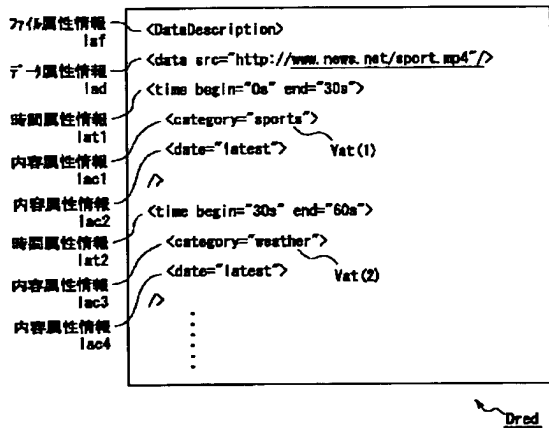 ファイル属性情報
Iaf
<DataDescription>
データ属性情報
Iad
<data src="http://www.news.net/sport.mp4"/>
時間属性情報
Iat1
<time begin="0s" end="30s">
内容属性情報
Iac1
<category="sports">
Vat(1)
内容属性情報
Iac2
<date="latest">
/>
時間属性情報
Iat2
<time begin="30s" end="60s">
内容属性情報
Iac3
<category="weather">
Vat(2)
内容属性情報
Iac4
<date="latest">
/>
Dred